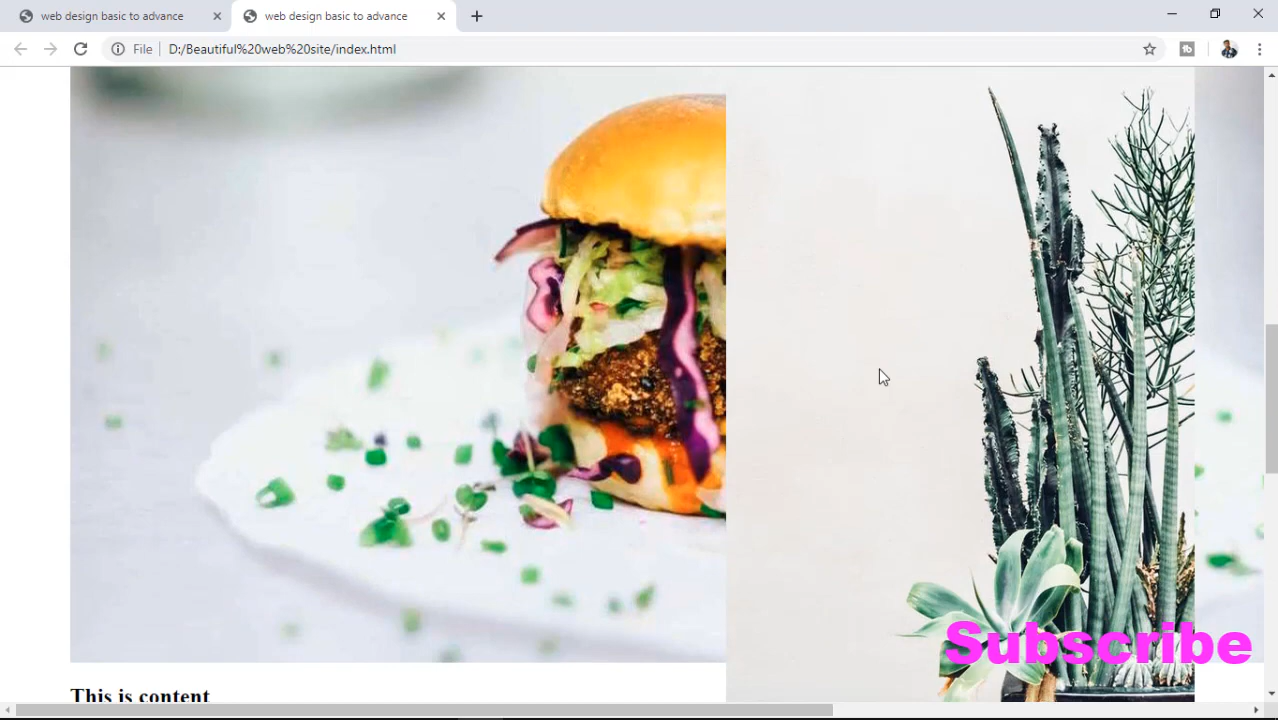 web design basic to advance
web design basic to advance
File
D:/Beautiful%20web%20site/index.html
Subscribe
This is content